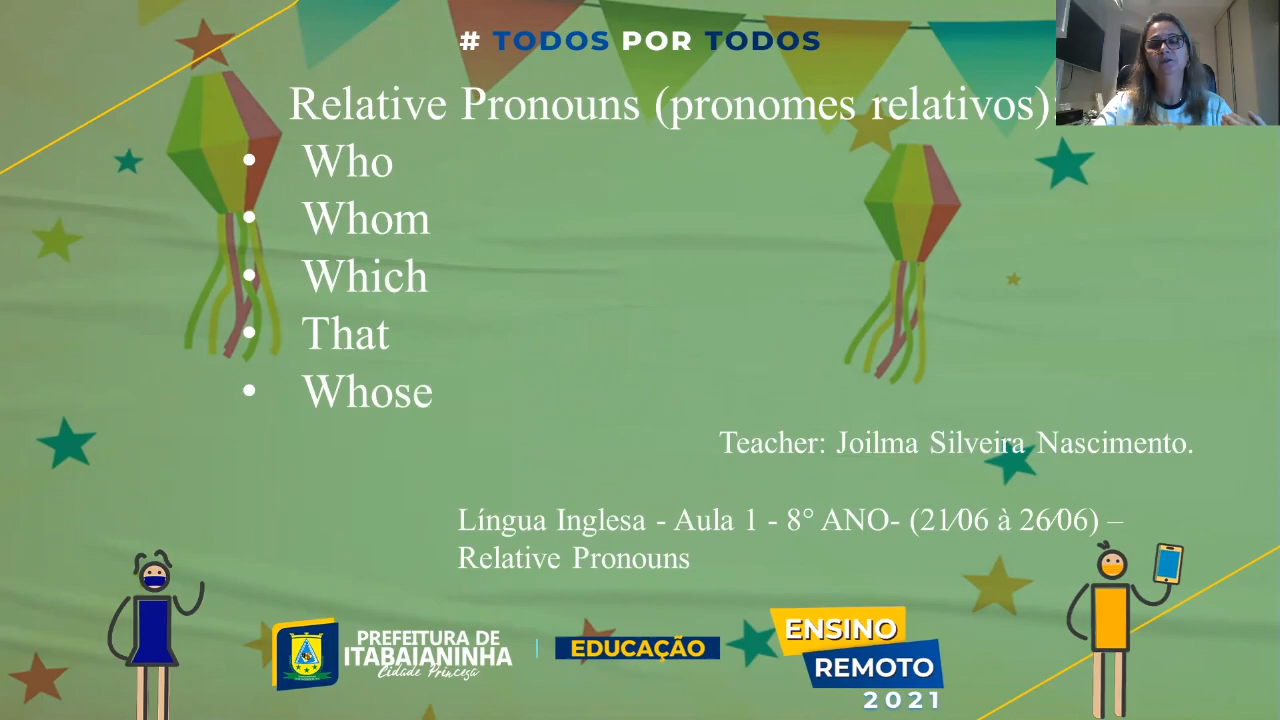 # TODOS POR TODOS
Relative Pronouns (pronomes relativos):
• Who
• Whom
• Which
• That
• Whose
Teacher: Joilma Silveira Nascimento.
Língua Inglesa - Aula 1 - 8° ANO- (21/06 à 26/06) –
Relative Pronouns
PREFEITURA DE
ITABAIANINHA
Cidade Princesa
EDUCAÇÃO
ENSINO
REMOTO
2021